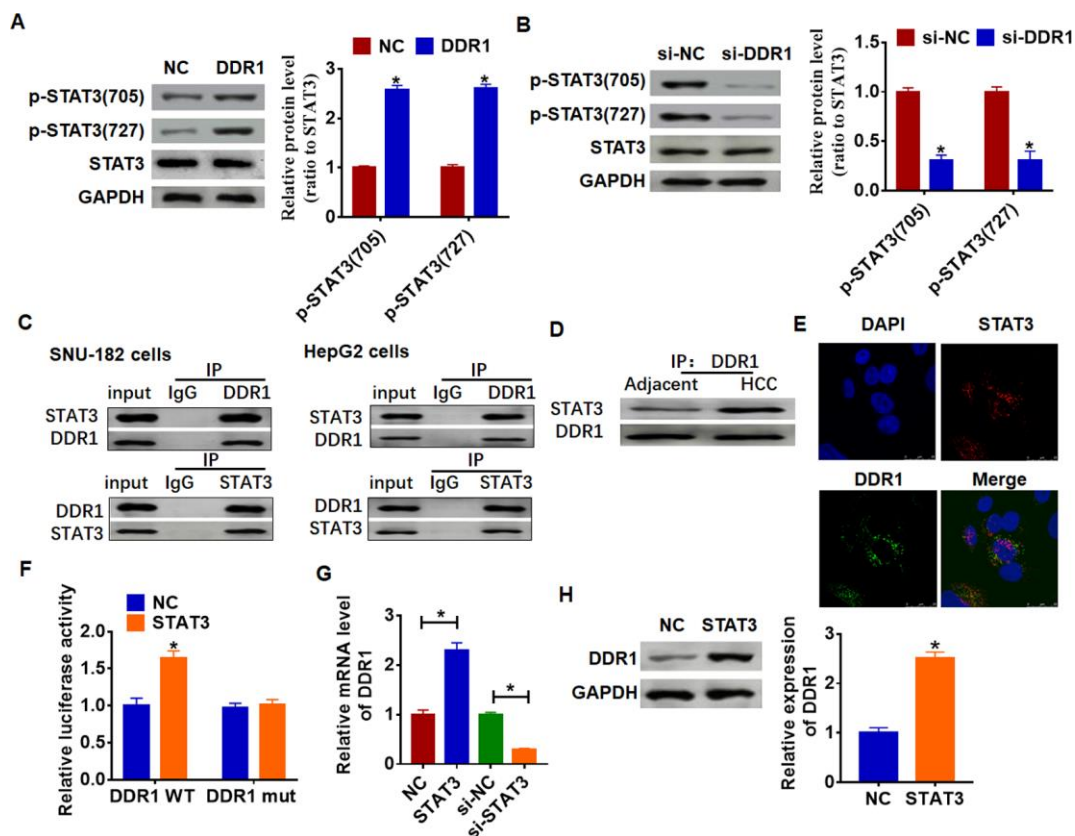 A
NC DDR1
p-STAT3(705)
p-STAT3(727)
STAT3
GAPDH
NC DDR1
Relative protein level
(ratio to STAT3)
3
2
1
0
* *
p-STAT3(705)
p-STAT3(727)
B
si-NC si-DDR1
p-STAT3(705)
p-STAT3(727)
STAT3
GAPDH
si-NC si-DDR1
Relative protein level
(ratio to STAT3)
1.5
1.0
0.5
0.0
* *
p-STAT3(705)
p-STAT3(727)
C
SNU-182 cells
IP
input IgG DDR1
STAT3
DDR1
IP
input IgG STAT3
DDR1
STAT3
HepG2 cells
IP
input IgG DDR1
STAT3
DDR1
IP
input IgG STAT3
DDR1
STAT3
D
IP: DDR1
Adjacent HCC
STAT3
DDR1
E
DAPI STAT3
DDR1 Merge
F
NC
STAT3
Relative luciferase activity
2.0
1.5
1.0
0.5
0.0
*
DDR1 WT DDR1 mut
G
Relative mRNA level
of DDR1
3
2
1
0
*
*
NC
STAT3
si-NC
si-STAT3
H
NC STAT3
DDR1
GAPDH
Relative expression
of DDR1
3
2
1
0
*
NC STAT3